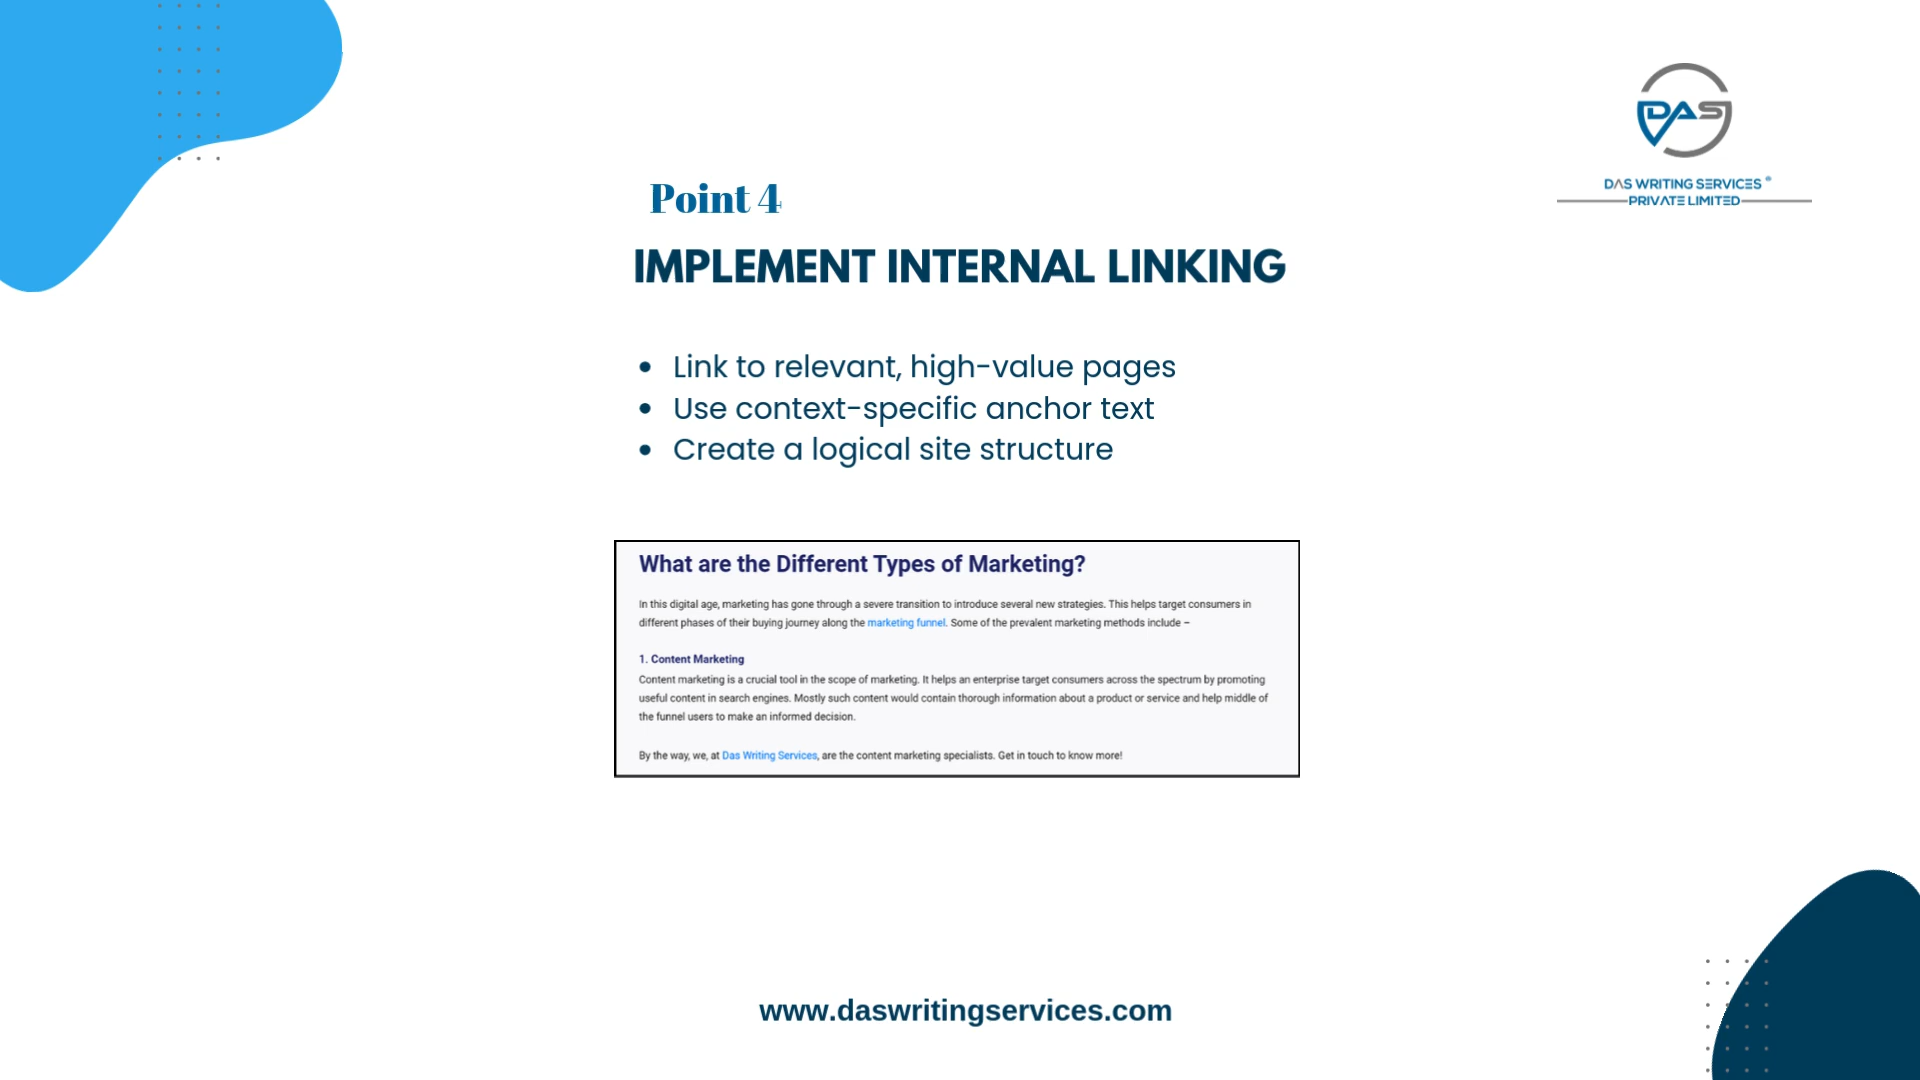 DAS
DAS WRITING SERVICES ®
PRIVATE LIMITED
Point 4
IMPLEMENT INTERNAL LINKING
• Link to relevant, high-value pages
• Use context-specific anchor text
• Create a logical site structure
What are the Different Types of Marketing?
In this digital age, marketing has gone through a severe transition to introduce several new strategies. This helps target consumers in
different phases of their buying journey along the marketing funnel. Some of the prevalent marketing methods include –
1. Content Marketing
Content marketing is a crucial tool in the scope of marketing. It helps an enterprise target consumers across the spectrum by promoting
useful content in search engines. Mostly such content would contain thorough information about a product or service and help middle of
the funnel users to make an informed decision.
By the way, we, at Das Writing Services, are the content marketing specialists. Get in touch to know more!
www.daswritingservices.com